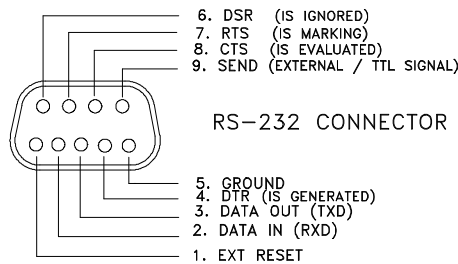 6. DSR (IS IGNORED)
7. RTS (IS MARKING)
8. CTS (IS EVALUATED)
9. SEND (EXTERNAL / TTL SIGNAL)
RS-232 CONNECTOR
5. GROUND
4. DTR (IS GENERATED)
3. DATA OUT (TXD)
2. DATA IN (RXD)
1. EXT RESET